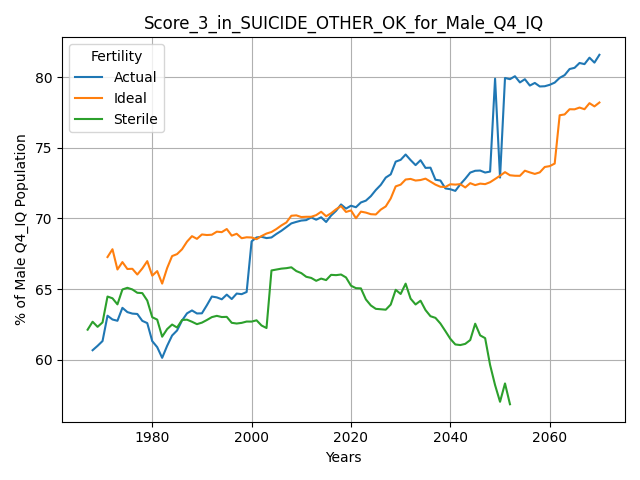 Score_3_in_SUICIDE_OTHER_OK_for_Male_Q4_IQ
Fertility
Actual
Ideal
Sterile
% of Male Q4_IQ Population
80
75
70
65
60
1980
2000
2020
2040
2060
Years